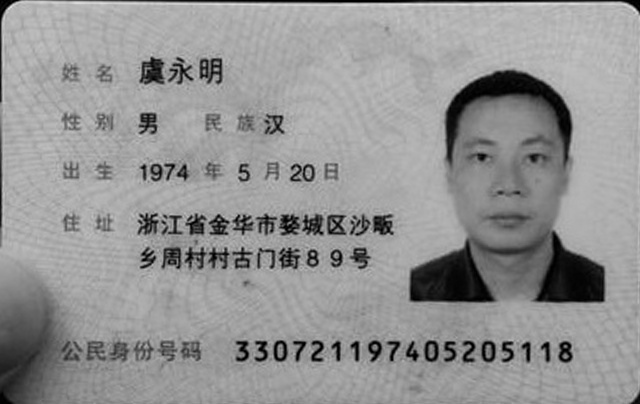 姓名 虞永明
性别 男 民族 汉
出生 1974 年 5 月 20 日
住址 浙江省金华市婺城区沙畈
乡周村村古门街89号
公民身份号码 330721197405205118